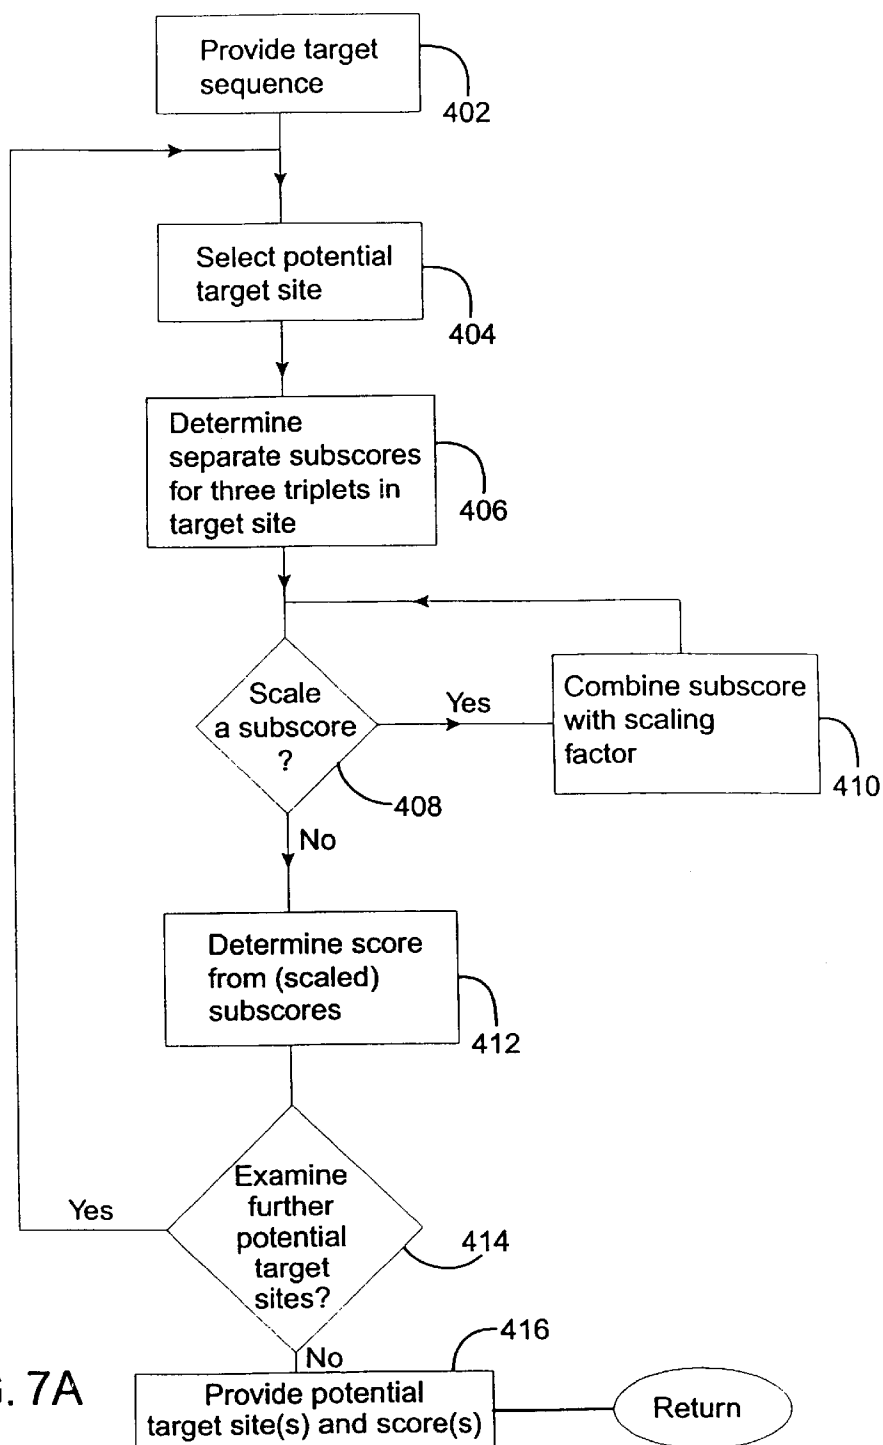 Provide target
sequence
402
Select potential
target site
404
Determine
separate subscores
for three triplets in
target site
406
Scale
a subscore
?
408
Yes
Combine subscore
with scaling
factor
410
No
Determine score
from (scaled)
subscores
412
Examine
further
potential
target
sites?
414
Yes
No
416
Provide potential
target site(s) and score(s)
Return
. 7A